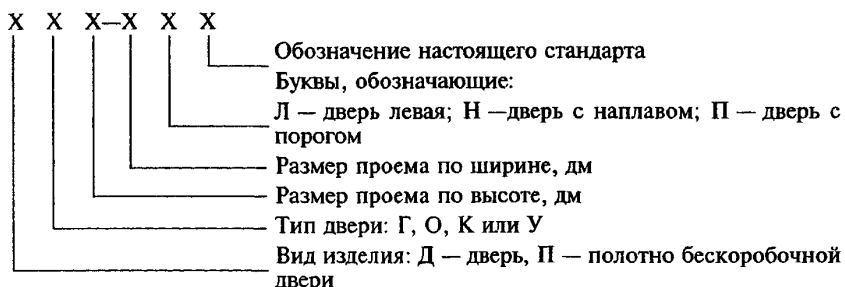 Х Х Х—Х Х Х
Обозначение настоящего стандарта
Буквы, обозначающие:
Л — дверь левая; Н —дверь с наплавом; П — дверь с
порогом
Размер проема по ширине, дм
Размер проема по высоте, дм
Тип двери: Г, О, К или У
Вид изделия: Д — дверь, П — полотно бескоробочной
двери